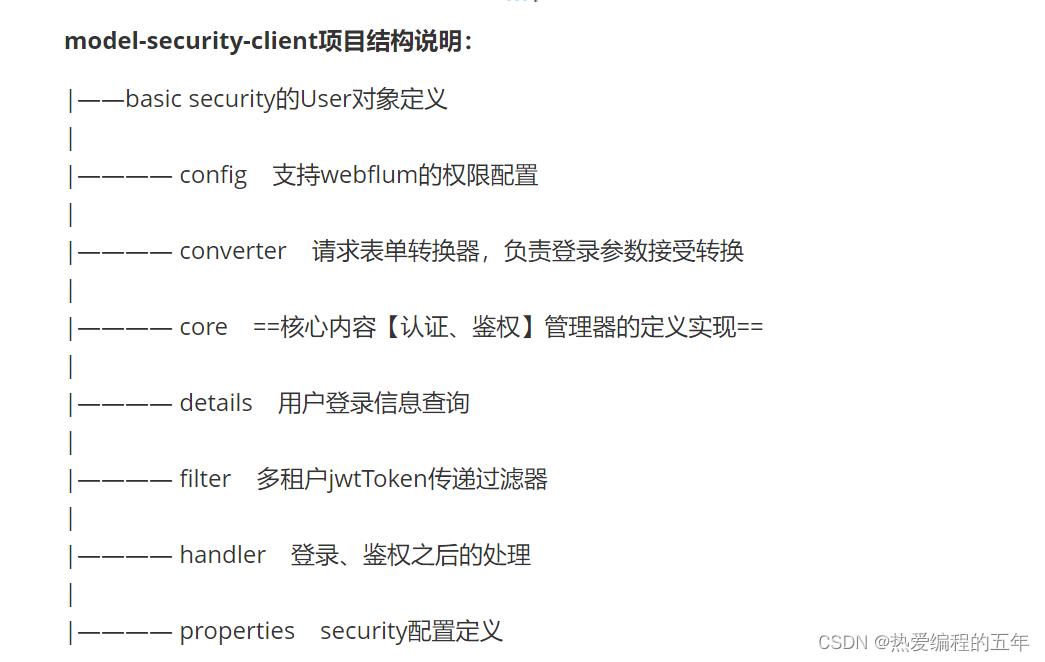 model-security-client项目结构说明：
|——basic security的User对象定义
|
|———— config 支持webflum的权限配置
|
|———— converter 请求表单转换器，负责登录参数接受转换
|
|———— core ==核心内容【认证、鉴权】管理器的定义实现==
|
|———— details 用户登录信息查询
|
|———— filter 多租户jwtToken传递过滤器
|
|———— handler 登录、鉴权之后的处理
|
|———— properties security配置定义
CSDN @热爱编程的五年